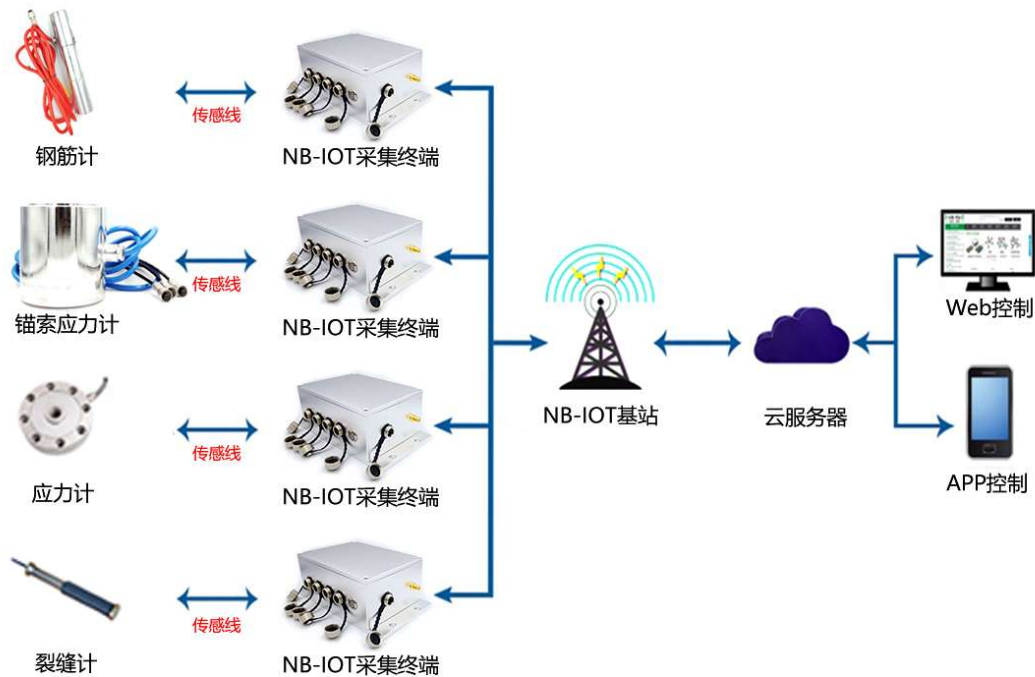 传感线
钢筋计
NB-IOT采集终端
传感线
锚索应力计
NB-IOT采集终端
Web控制
NB-IOT基站
云服务器
传感线
应力计
NB-IOT采集终端
APP控制
传感线
裂缝计
NB-IOT采集终端